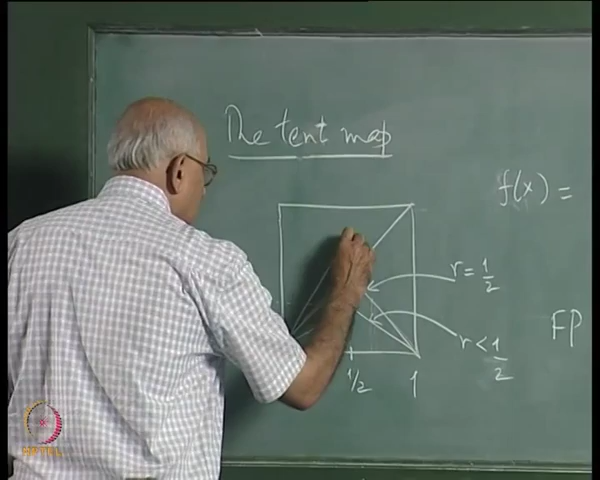 The tent map
f(x) =
r = 1/2
FP
r < 1/2
1/2
1
NPTEL